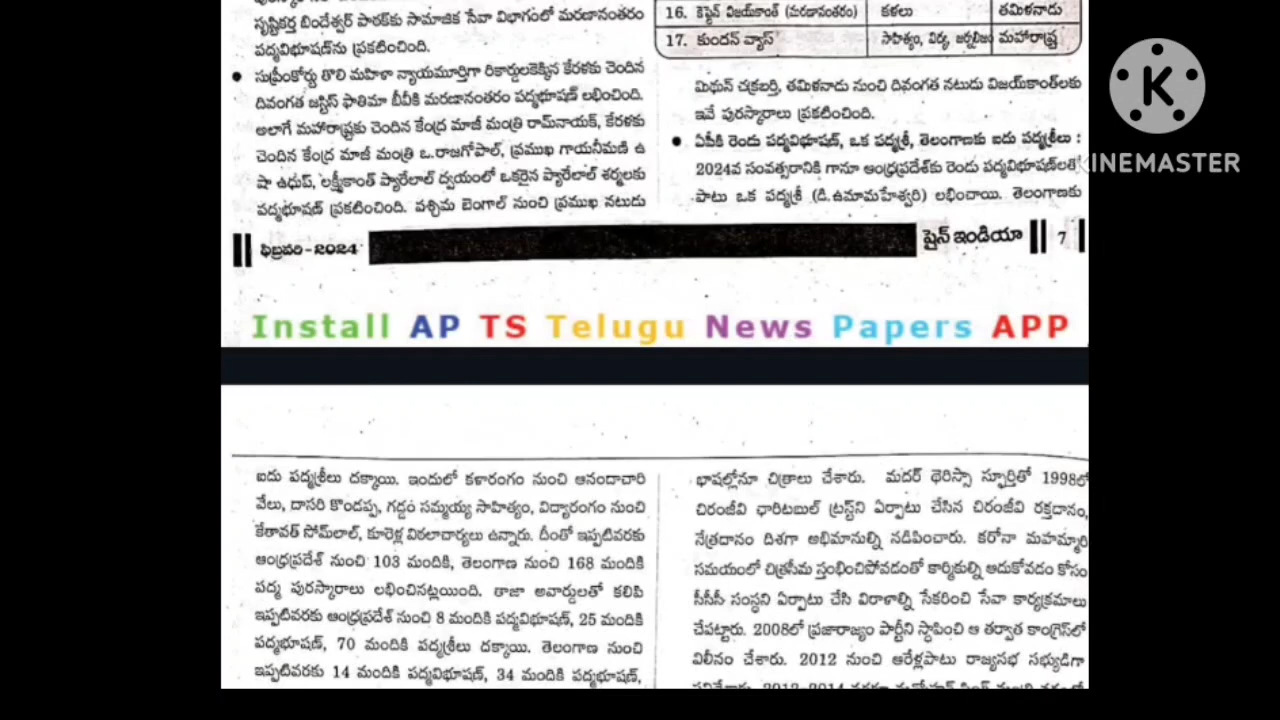 సృష్టికర్త బిందేశ్వర్ పాఠక్‌కు సామాజిక సేవా విభాగంలో మరణానంతరం
పద్మవిభూషణ్‌ను ప్రకటించింది.
● సుప్రీంకోర్టు తొలి మహిళా న్యాయమూర్తిగా రికార్డులకెక్కిన కేరళకు చెందిన
దివంగత జస్టిస్ ఫాతిమా బీవీకి మరణానంతరం పద్మభూషణ్ లభించింది.
అలాగే మహారాష్ట్రకు చెందిన కేంద్ర మాజీ మంత్రి రామ్‌నాయక్, కేరళకు
చెందిన కేంద్ర మాజీ మంత్రి ఒ.రాజగోపాల్, ప్రముఖ గాయనీమణి ఉ
షా ఉథుప్, లక్ష్మీకాంత్ ప్యారేలాల్ ద్వయంలో ఒకరైన ప్యారేలాల్ శర్మలకు
పద్మభూషణ్ ప్రకటించింది. పశ్చిమ బెంగాల్ నుంచి ప్రముఖ నటుడు
16. కెప్టెన్ విజయ్‌కాంత్ (మరణానంతరం) కళలు తమిళనాడు
17. కుందన్ వ్యాస్ సాహిత్యం, విద్య, జర్నలిజం మహారాష్ట్ర
మిథున్ చక్రబర్తి, తమిళనాడు నుంచి దివంగత నటుడు విజయ్‌కాంత్‌లకు
ఇవే పురస్కారాలు ప్రకటించింది.
● ఏపీకి రెండు పద్మవిభూషణ్, ఒక పద్మశ్రీ, తెలంగాణకు ఐదు పద్మశ్రీలు :
2024వ సంవత్సరానికి గానూ ఆంధ్రప్రదేశ్‌కు రెండు పద్మవిభూషణ్‌లతో
పాటు ఒక పద్మశ్రీ (డి.ఉమామహేశ్వరి) లభించాయి. తెలంగాణకు
KINEMASTER
ఫిబ్రవరి-2024
షైన్ ఇండియా 7
Install AP TS Telugu News Papers APP
ఐదు పద్మశ్రీలు దక్కాయి. ఇందులో కళారంగం నుంచి ఆనందాచారి
వేలు, దాసరి కొండప్ప, గడ్డం సమ్మయ్య సాహిత్యం, విద్యారంగం నుంచి
కేతావత్ సోమ్‌లాల్, కూరెళ్ల విఠలాచార్యలు ఉన్నారు. దీంతో ఇప్పటివరకు
ఆంధ్రప్రదేశ్ నుంచి 103 మందికి, తెలంగాణ నుంచి 168 మందికి
పద్మ పురస్కారాలు లభించినట్లయింది. తాజా అవార్డులతో కలిపి
ఇప్పటివరకు ఆంధ్రప్రదేశ్ నుంచి 8 మందికి పద్మవిభూషణ్, 25 మందికి
పద్మభూషణ్, 70 మందికి పద్మశ్రీలు దక్కాయి. తెలంగాణ నుంచి
ఇప్పటివరకు 14 మందికి పద్మవిభూషణ్, 34 మందికి పద్మభూషణ్,
భాషల్లోనూ చిత్రాలు చేశారు. మదర్ థెరిస్సా స్ఫూర్తితో 1998లో
చిరంజీవి ఛారిటబుల్ ట్రస్ట్‌ని ఏర్పాటు చేసిన చిరంజీవి రక్తదానం,
నేత్రదానం దిశగా అభిమానుల్ని నడిపించారు. కరోనా మహమ్మారి
సమయంలో చిత్రసీమ స్తంభించిపోవడంతో కార్మికుల్ని ఆదుకోవడం కోసం
సీసీసీ సంస్థని ఏర్పాటు చేసి విరాళాల్ని సేకరించి సేవా కార్యక్రమాలు
చేపట్టారు. 2008లో ప్రజారాజ్యం పార్టీని స్థాపించి ఆ తర్వాత కాంగ్రెస్‌లో
విలీనం చేశారు. 2012 నుంచి ఆరేళ్లపాటు రాజ్యసభ సభ్యుడిగా